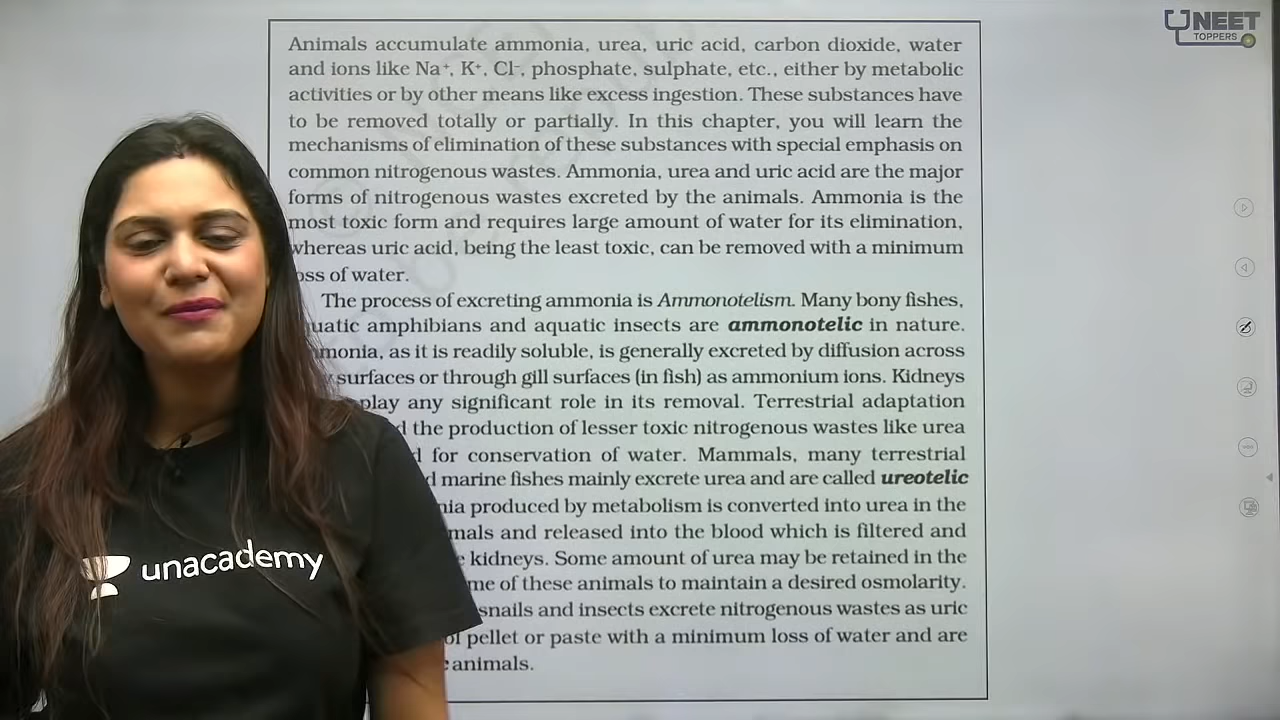 NEET
TOPPERS
Animals accumulate ammonia, urea, uric acid, carbon dioxide, water
and ions like Na⁺, K⁺, Cl⁻, phosphate, sulphate, etc., either by metabolic
activities or by other means like excess ingestion. These substances have
to be removed totally or partially. In this chapter, you will learn the
mechanisms of elimination of these substances with special emphasis on
common nitrogenous wastes. Ammonia, urea and uric acid are the major
forms of nitrogenous wastes excreted by the animals. Ammonia is the
most toxic form and requires large amount of water for its elimination,
whereas uric acid, being the least toxic, can be removed with a minimum
oss of water.
The process of excreting ammonia is Ammonotelism. Many bony fishes,
uatic amphibians and aquatic insects are ammonotelic in nature.
monia, as it is readily soluble, is generally excreted by diffusion across
surfaces or through gill surfaces (in fish) as ammonium ions. Kidneys
play any significant role in its removal. Terrestrial adaptation
the production of lesser toxic nitrogenous wastes like urea
for conservation of water. Mammals, many terrestrial
marine fishes mainly excrete urea and are called ureotelic
nia produced by metabolism is converted into urea in the
mals and released into the blood which is filtered and
kidneys. Some amount of urea may be retained in the
me of these animals to maintain a desired osmolarity.
snails and insects excrete nitrogenous wastes as uric
of pellet or paste with a minimum loss of water and are
animals.
unacademy